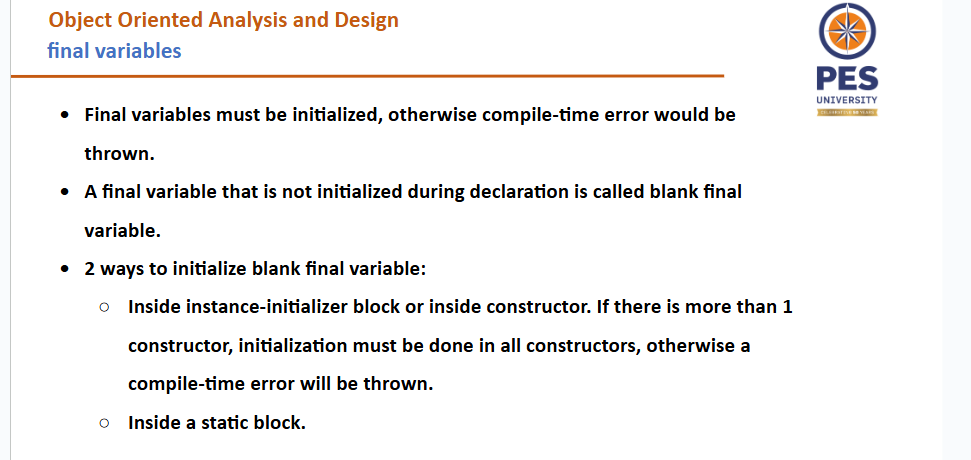 Object Oriented Analysis and Design
final variables
PES
UNIVERSITY
• Final variables must be initialized, otherwise compile-time error would be
thrown.
• A final variable that is not initialized during declaration is called blank final
variable.
• 2 ways to initialize blank final variable:
○ Inside instance-initializer block or inside constructor. If there is more than 1
constructor, initialization must be done in all constructors, otherwise a
compile-time error will be thrown.
○ Inside a static block.